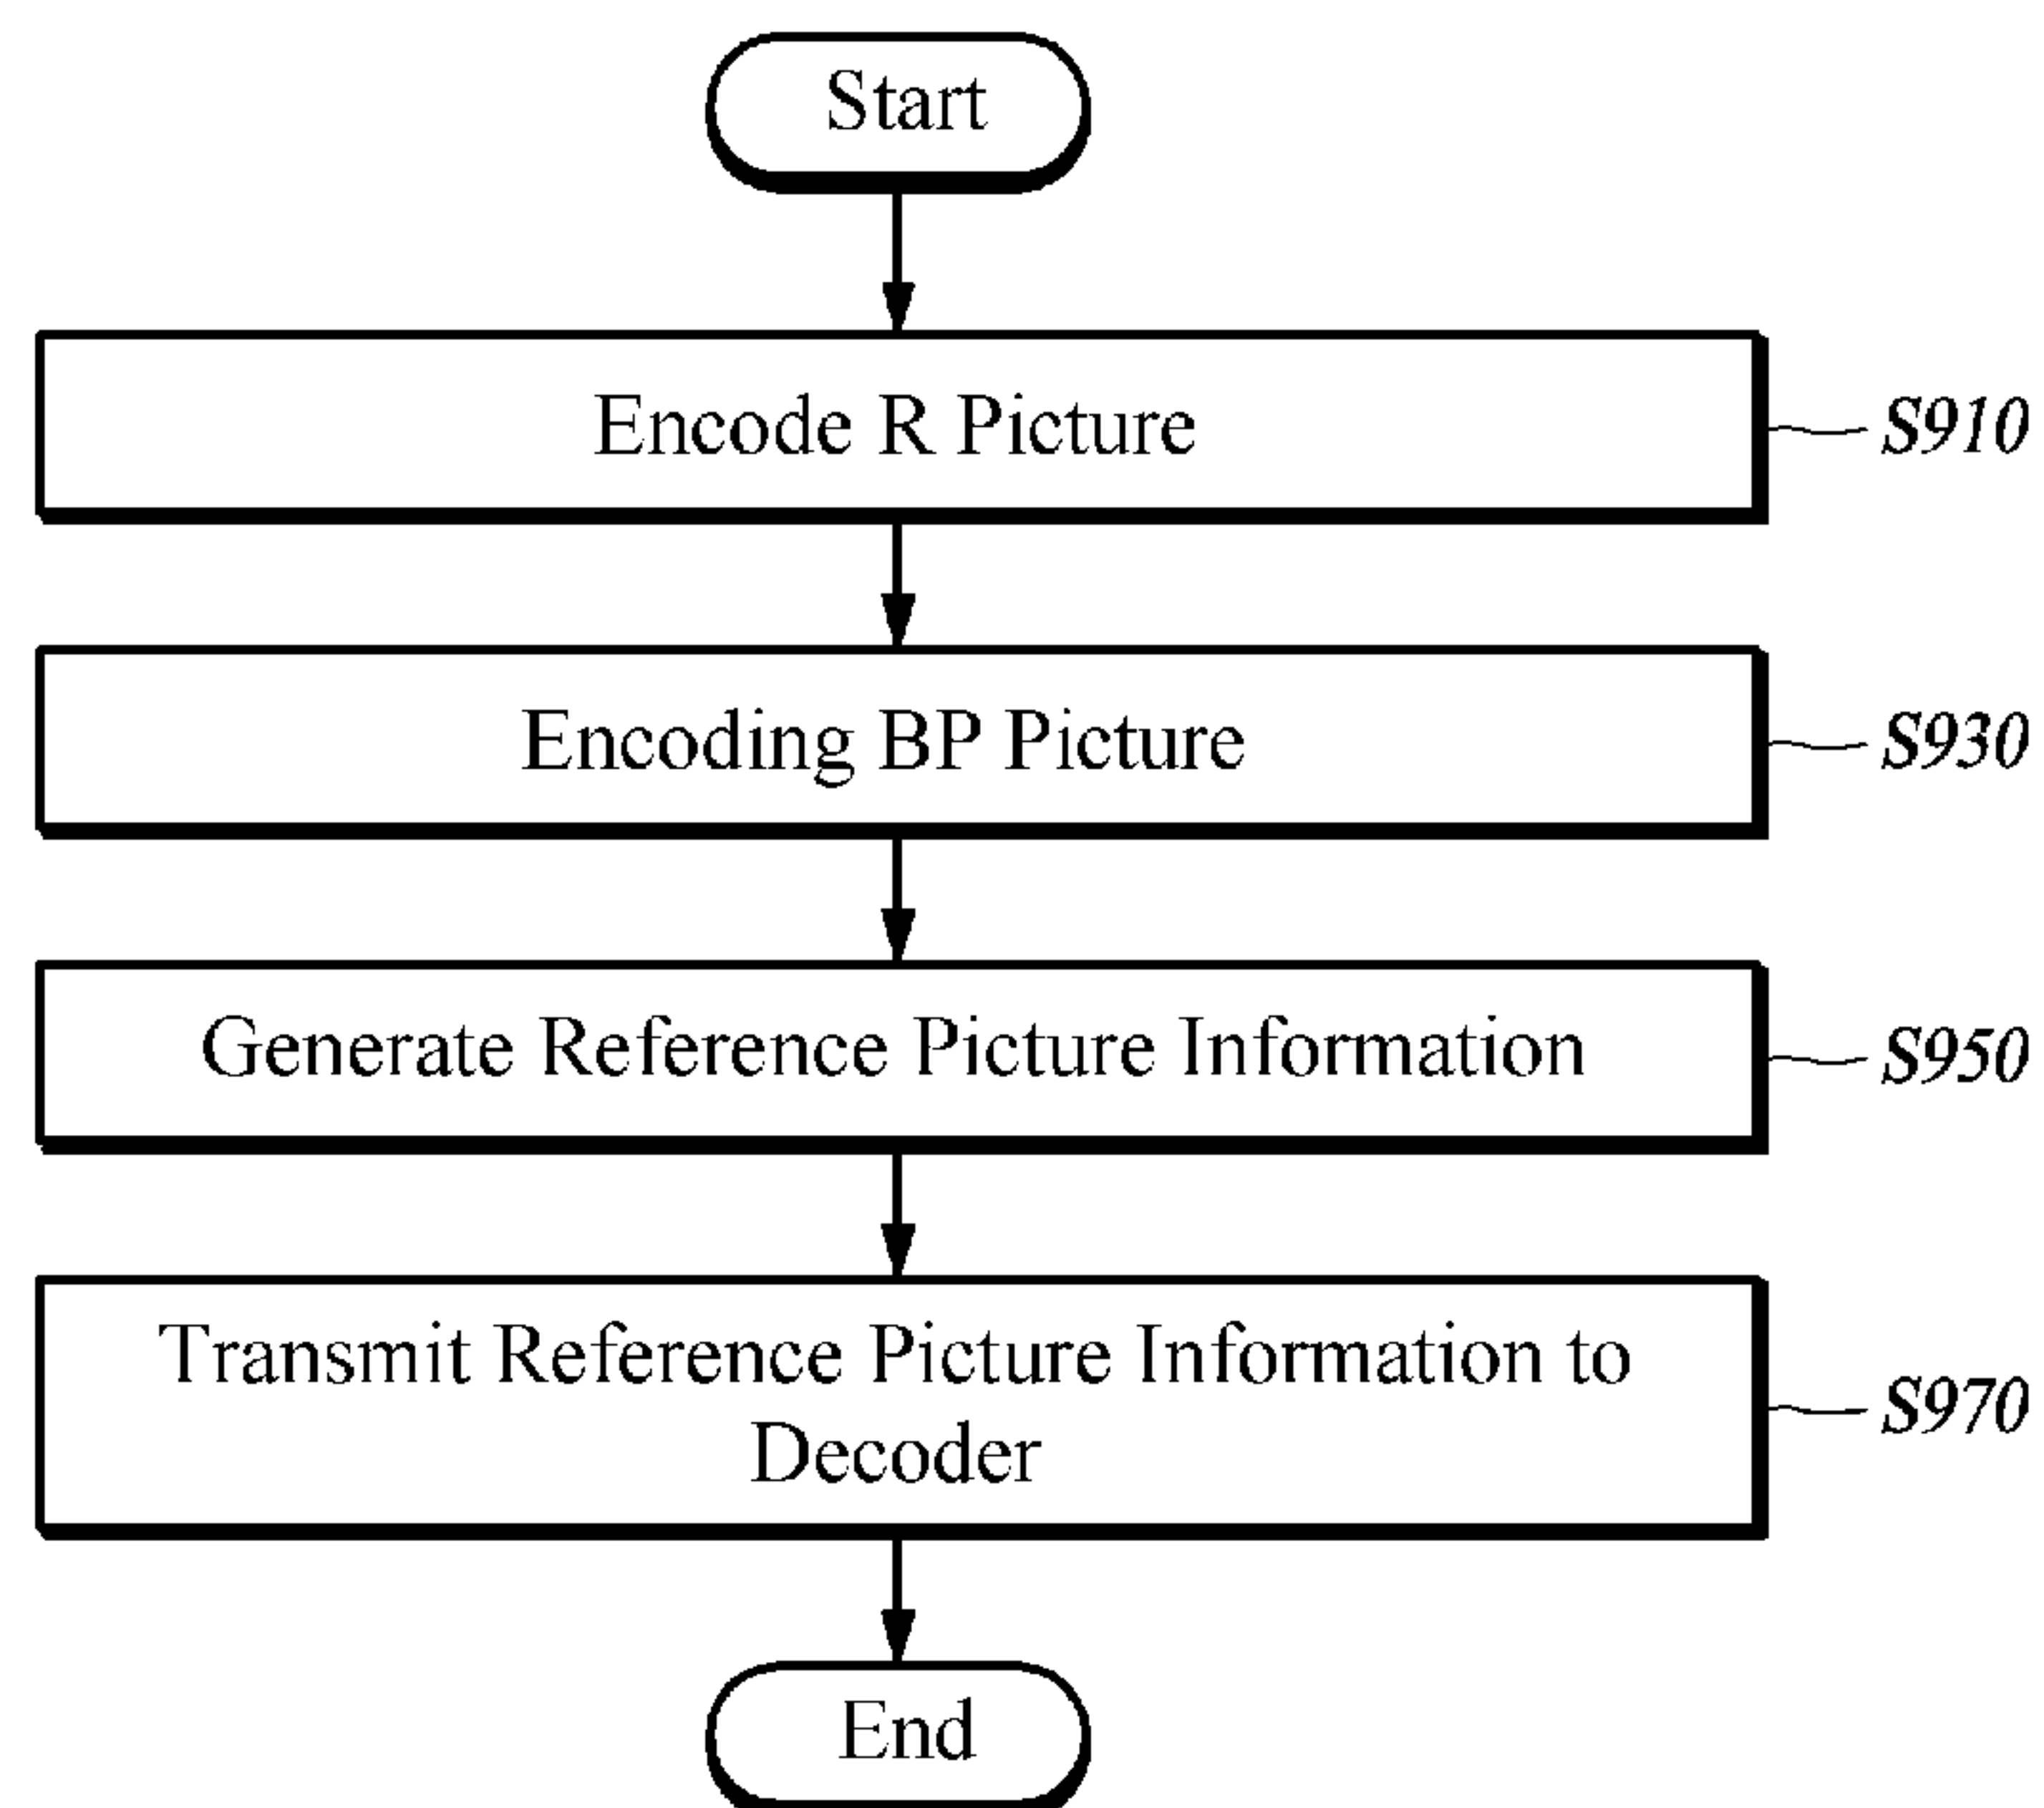 Start
Encode R Picture
S910
Encoding BP Picture
S930
Generate Reference Picture Information
S950
Transmit Reference Picture Information to
Decoder
S970
End